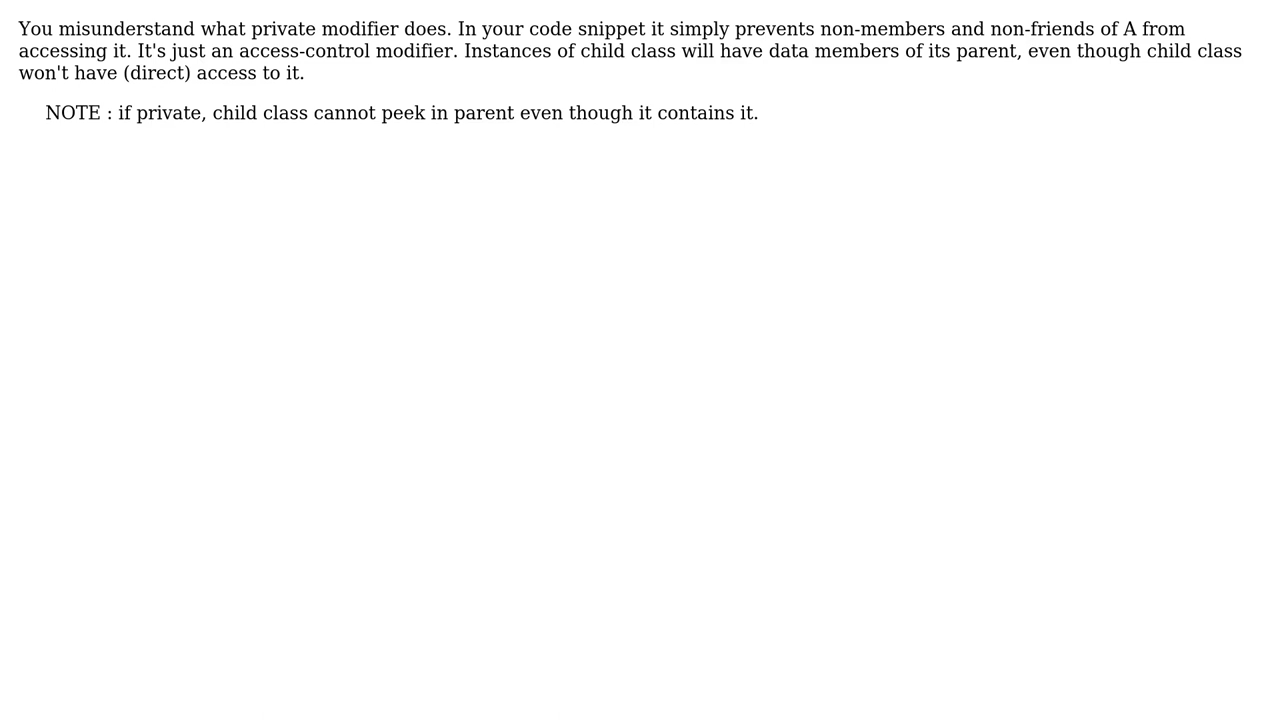 You misunderstand what private modifier does. In your code snippet it simply prevents non-members and non-friends of A from
accessing it. It's just an access-control modifier. Instances of child class will have data members of its parent, even though child class
won't have (direct) access to it.
NOTE : if private, child class cannot peek in parent even though it contains it.